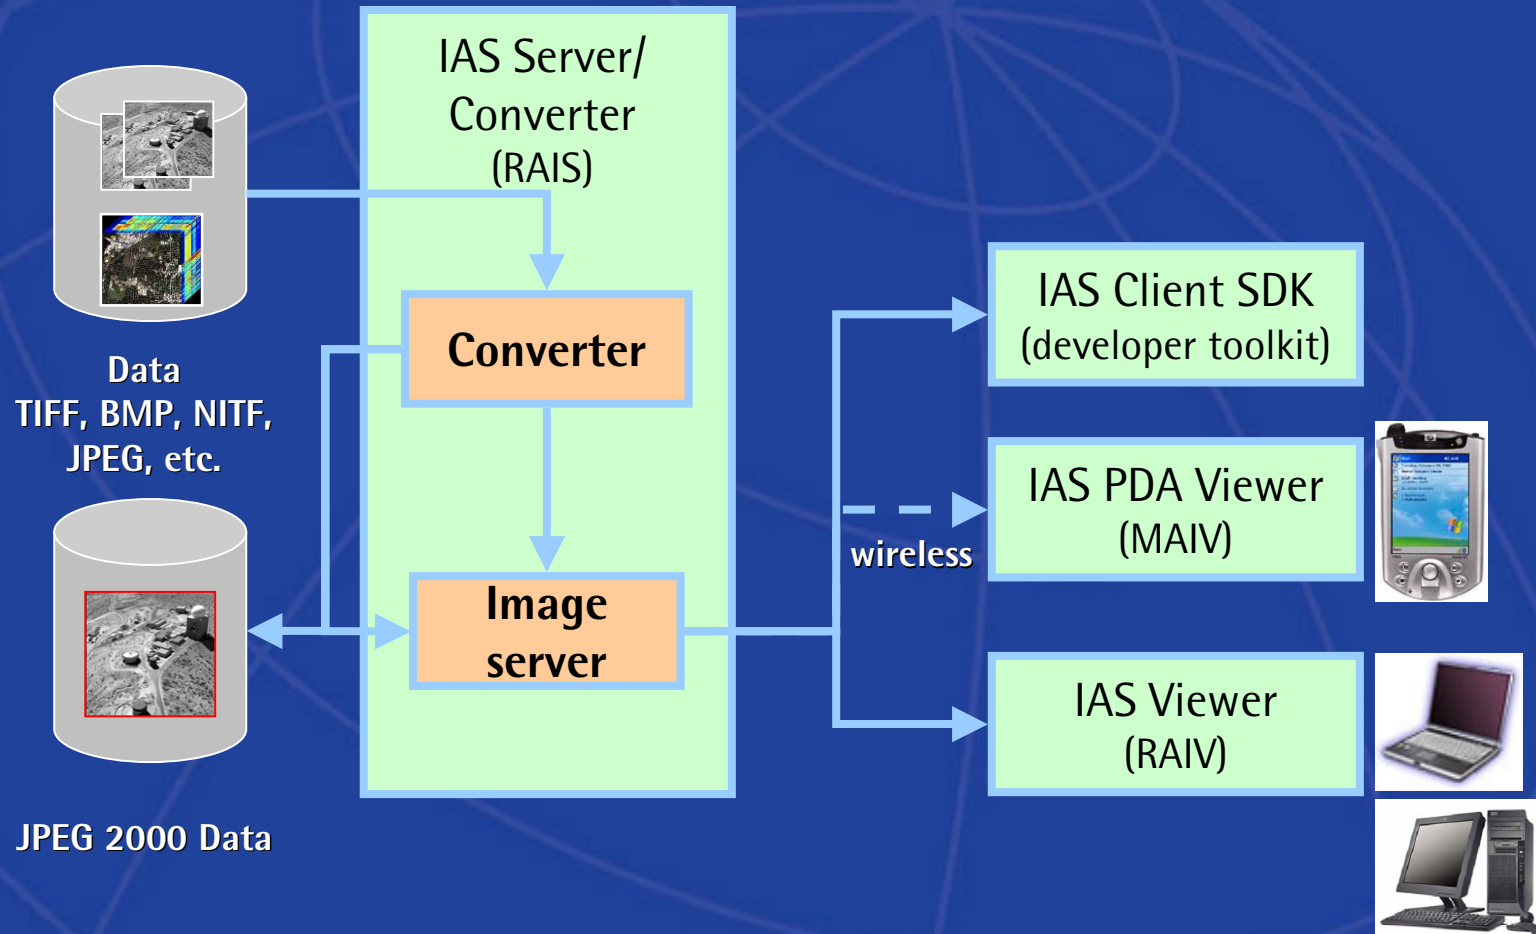 IAS Server/
Converter
(RAIS)
Converter
Image
server
Data
TIFF, BMP, NITF,
JPEG, etc.
JPEG 2000 Data
wireless
IAS Client SDK
(developer toolkit)
IAS PDA Viewer
(MAIV)
IAS Viewer
(RAIV)